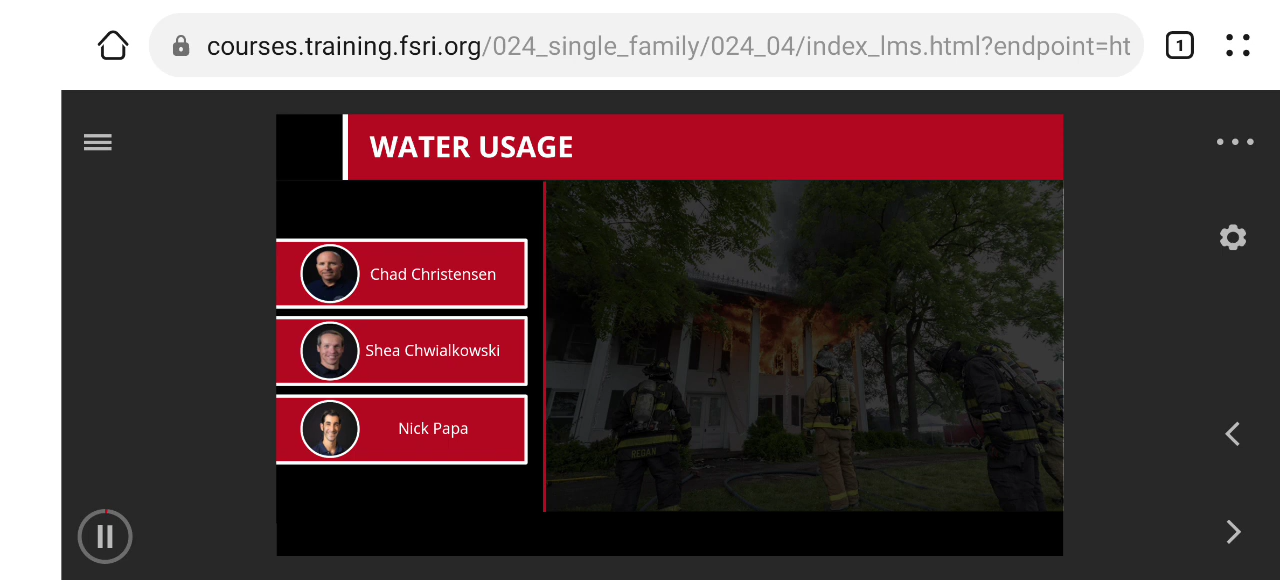 courses.training.fsri.org/024_single_family/024_04/index_lms.html?endpoint=ht
1
WATER USAGE
Chad Christensen
Shea Chwialkowski
Nick Papa
REDAN